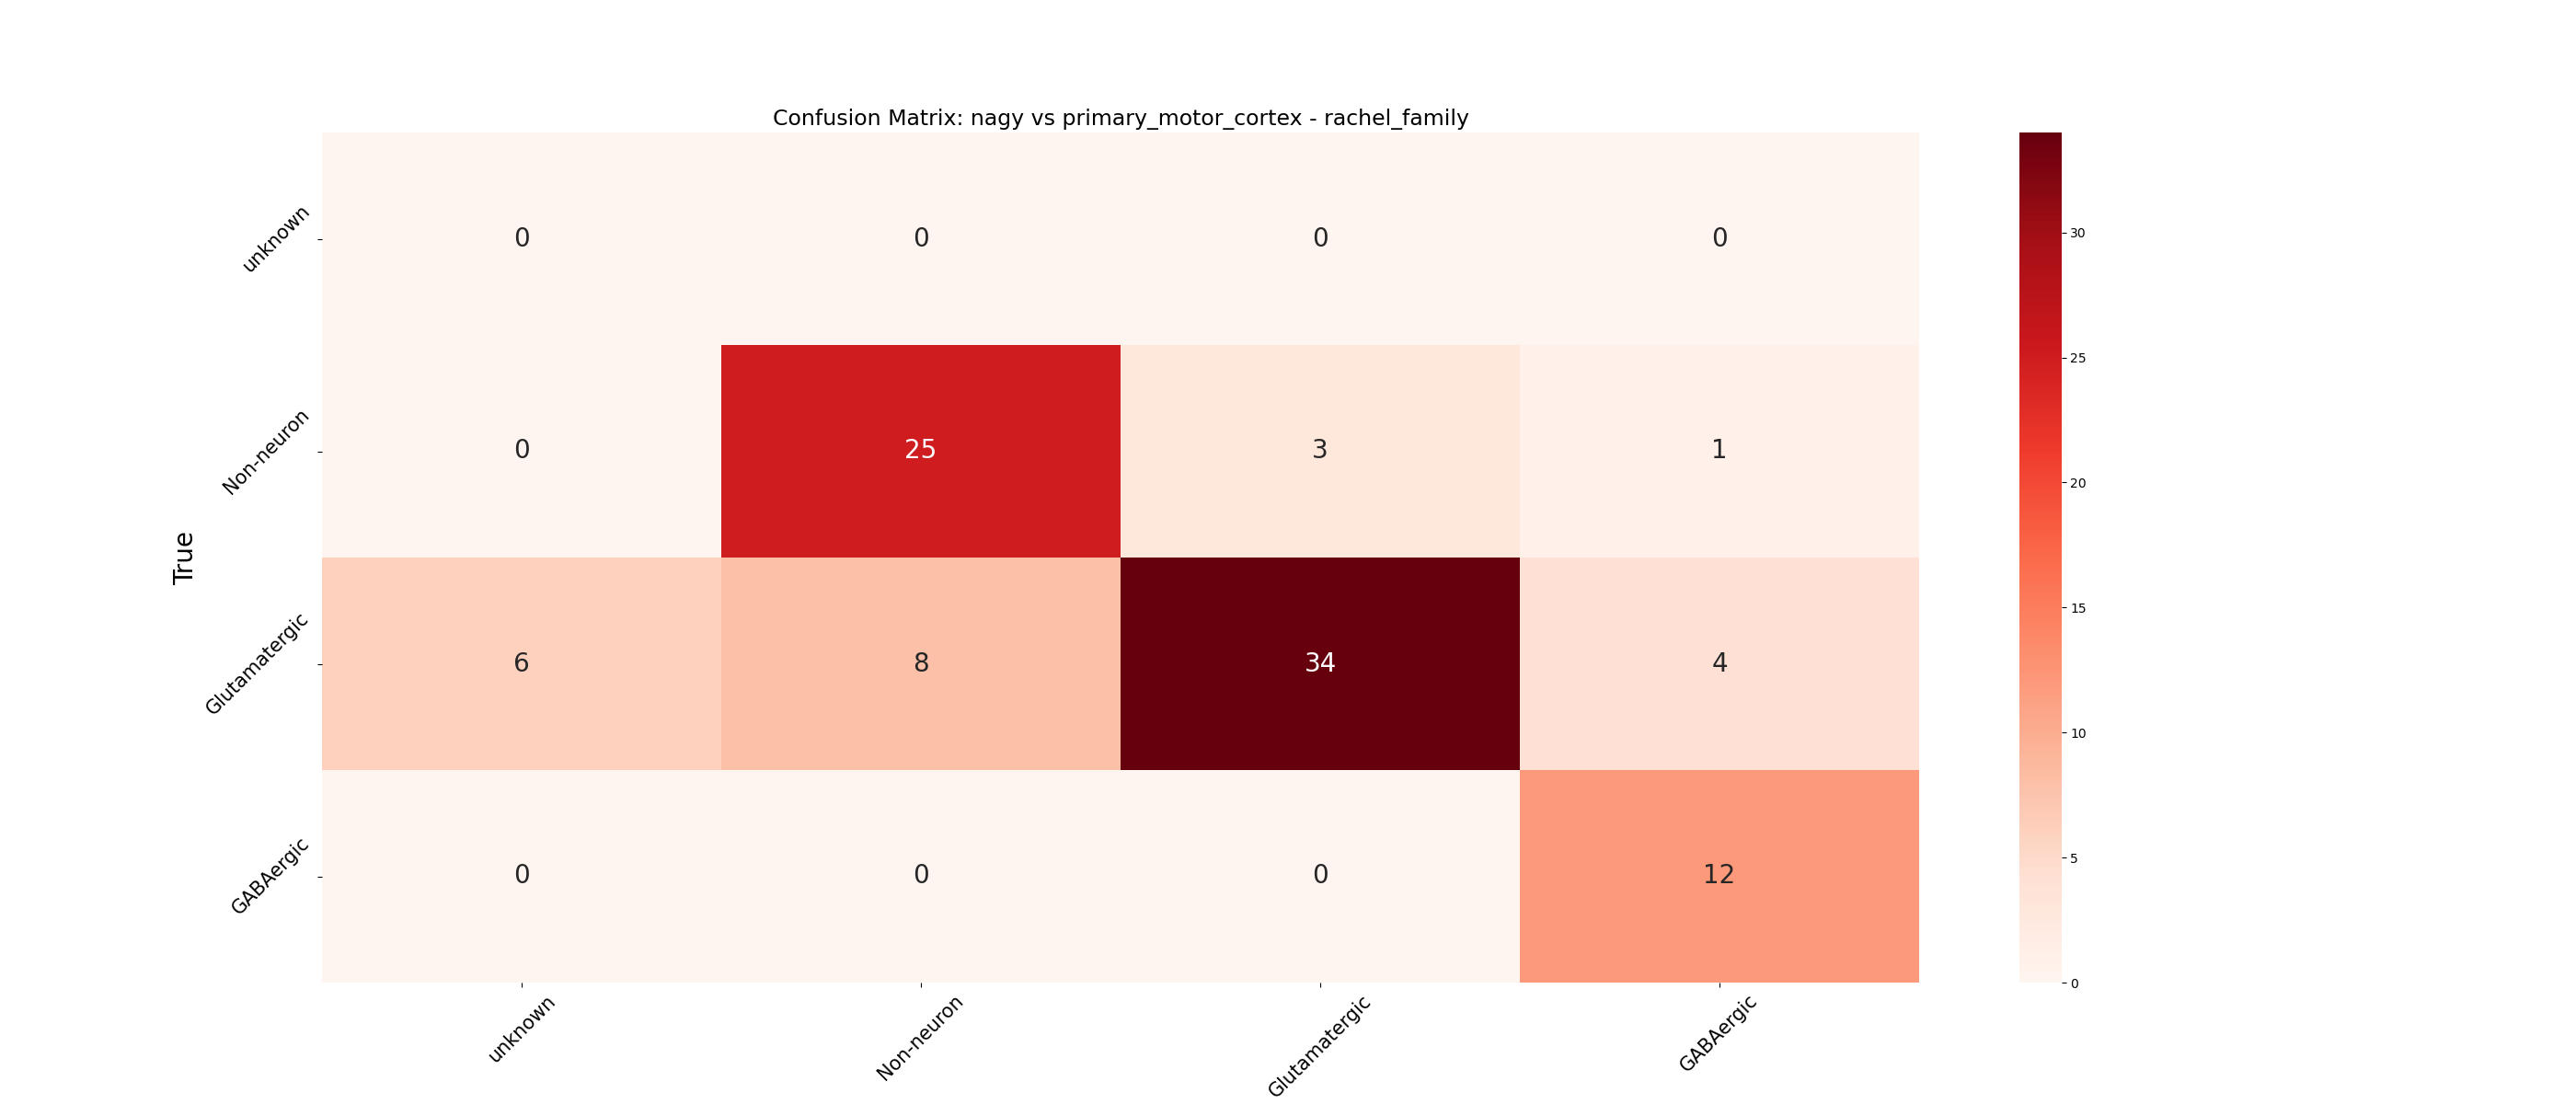 Confusion Matrix: nagy vs primary_motor_cortex - rachel_family
True
unknown
0 0 0 0
Non-neuron
0 25 3 1
Glutamatergic
6 8 34 4
GABAergic
0 0 0 12
unknown Non-neuron Glutamatergic GABAergic
30
25
20
15
10
5
0